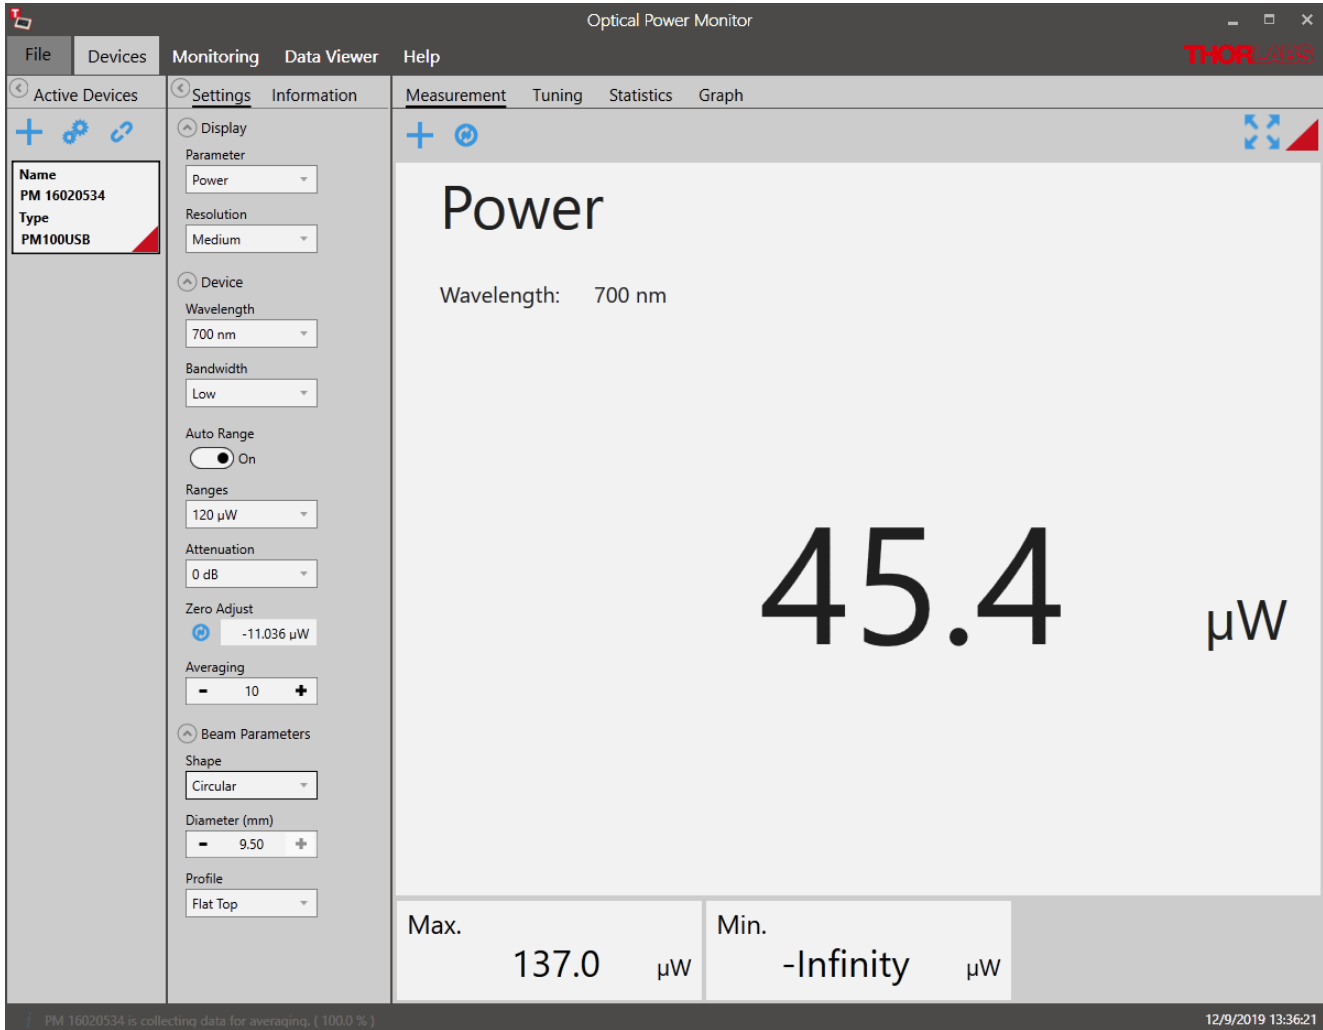 Optical Power Monitor
File Devices Monitoring Data Viewer Help
THORLABS
Active Devices
Name
PM 16020534
Type
PM100USB
Settings Information
Display
Parameter
Power
Resolution
Medium
Device
Wavelength
700 nm
Bandwidth
Low
Auto Range
On
Ranges
120 µW
Attenuation
0 dB
Zero Adjust
-11.036 µW
Averaging
- 10 +
Beam Parameters
Shape
Circular
Diameter (mm)
- 9.50 +
Profile
Flat Top
Measurement Tuning Statistics Graph
Power
Wavelength: 700 nm
45.4 µW
Max.
137.0 µW
Min.
-Infinity µW
i PM 16020534 is collecting data for averaging. ( 100.0 % )
12/9/2019 13:36:21